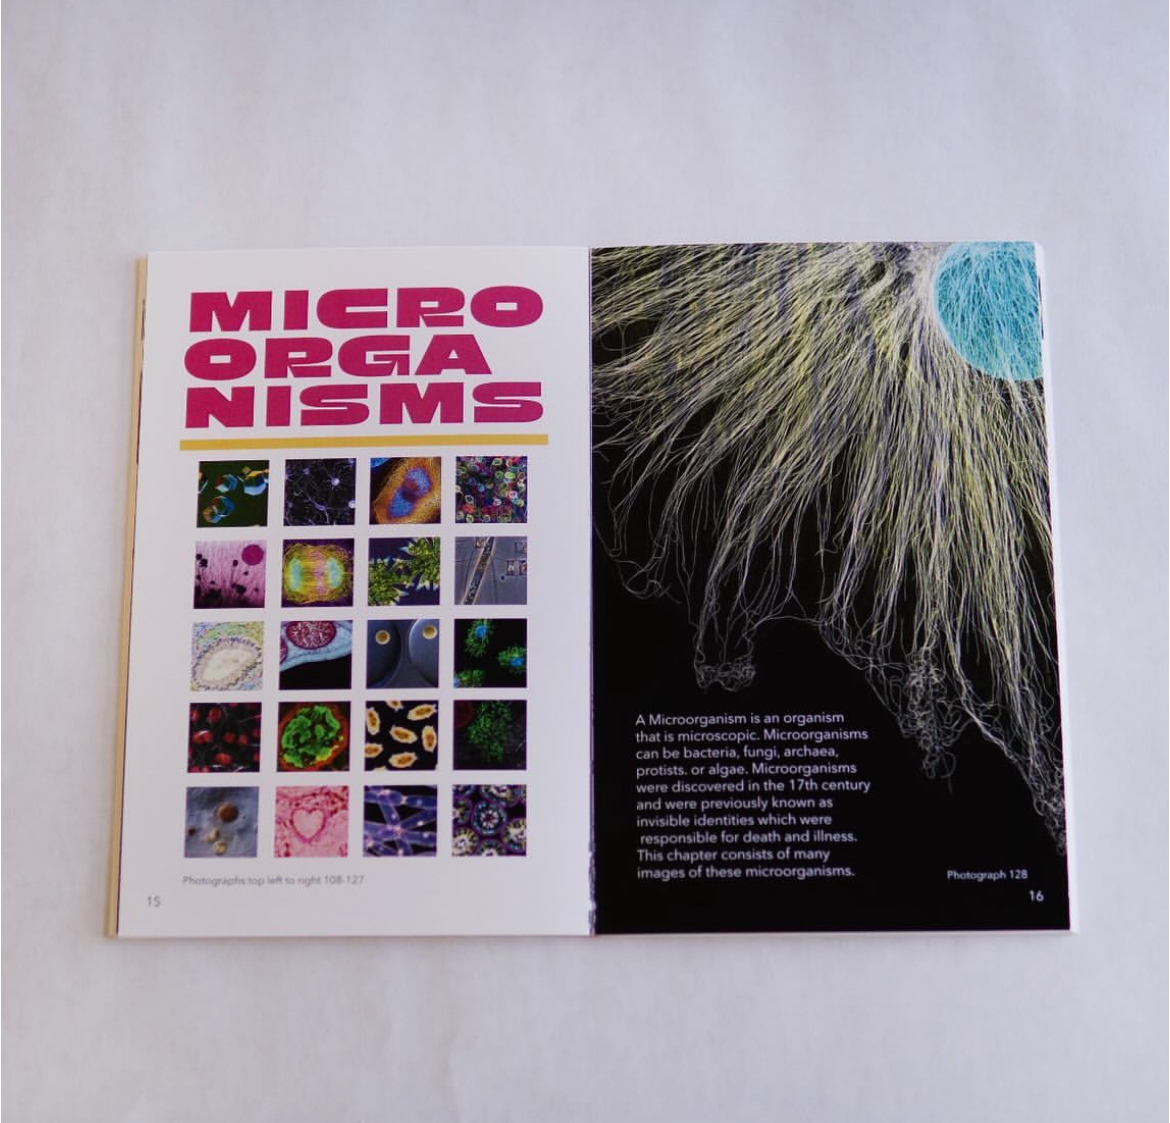 MICRO
ORGA
NISMS
Photographs top left to right 108-127
15
A Microorganism is an organism
that is microscopic. Microorganisms
can be bacteria, fungi, archaea,
protists. or algae. Microorganisms
were discovered in the 17th century
and were previously known as
invisible identities which were
responsible for death and illness.
This chapter consists of many
images of these microorganisms.
Photograph 128
16